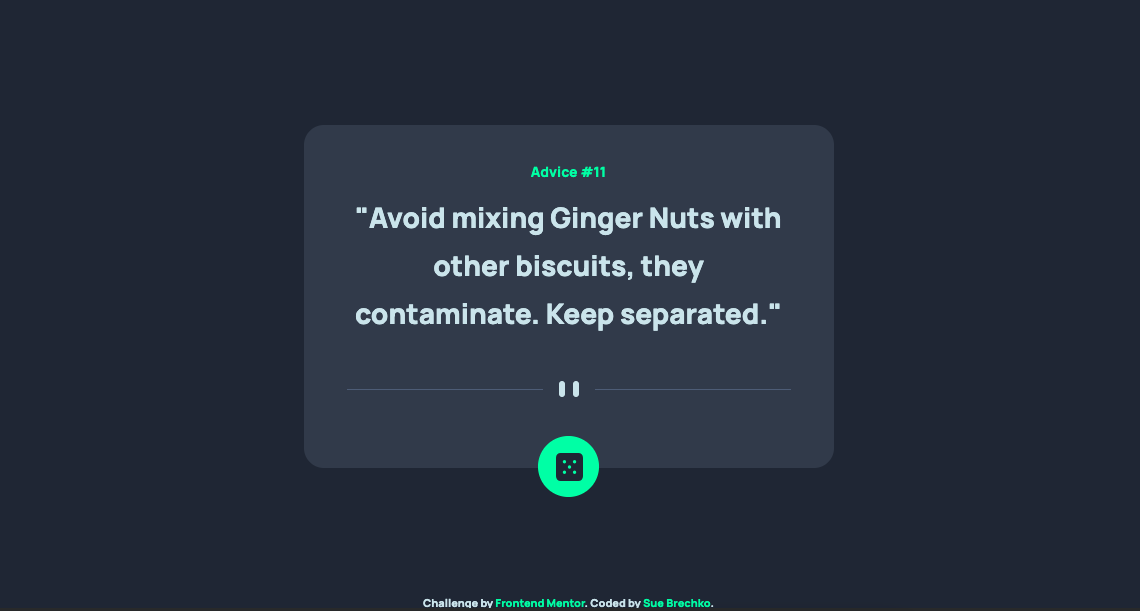 Advice #11
"Avoid mixing Ginger Nuts with
other biscuits, they
contaminate. Keep separated."
Challenge by Frontend Mentor. Coded by Sue Brechko.